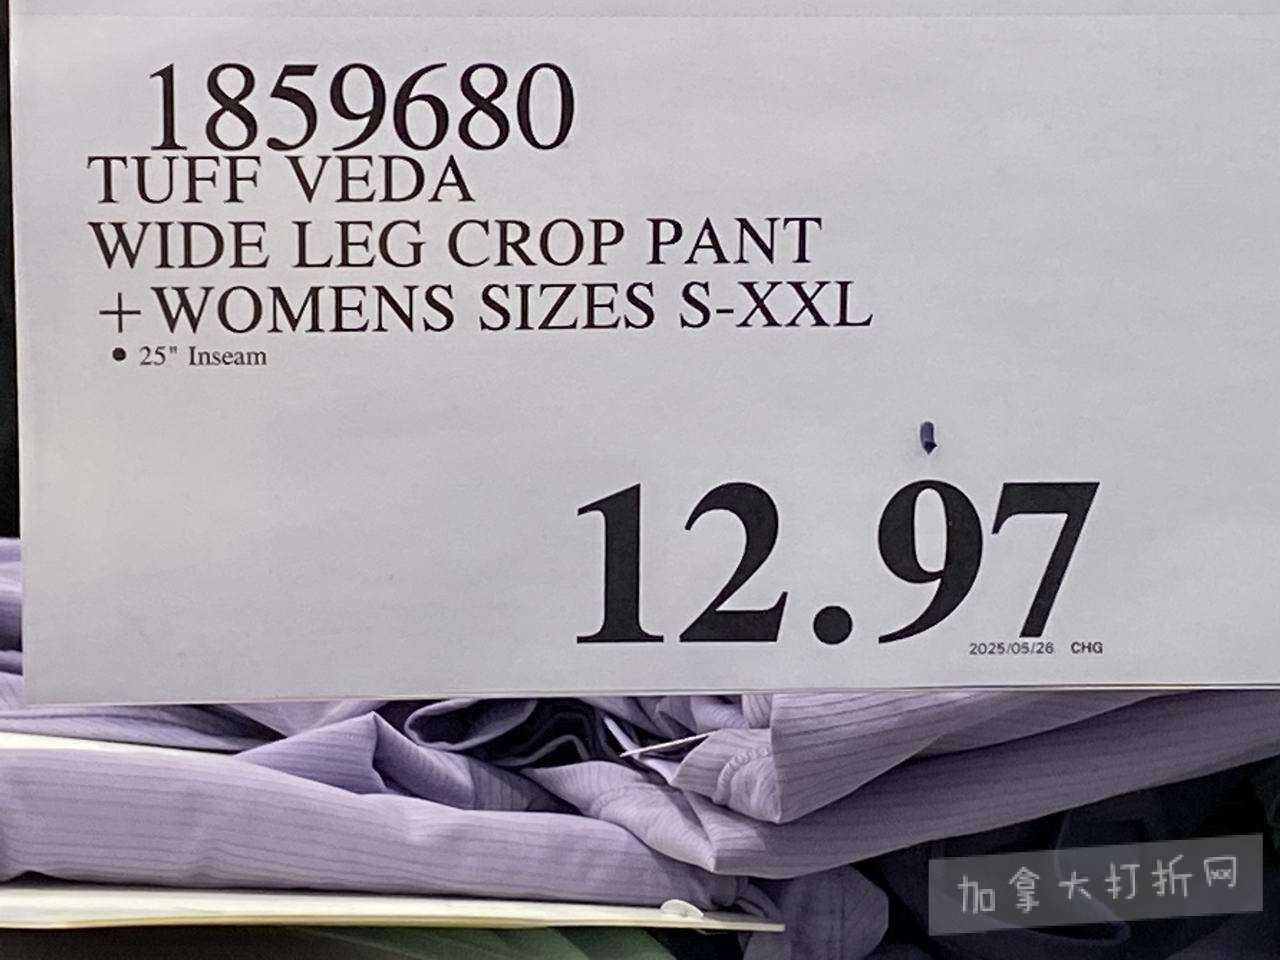 1859680
TUFF VEDA
WIDE LEG CROP PANT
+WOMENS SIZES S-XXL
• 25" Inseam
12.97
2025/05/26 CHG
加拿大打折网